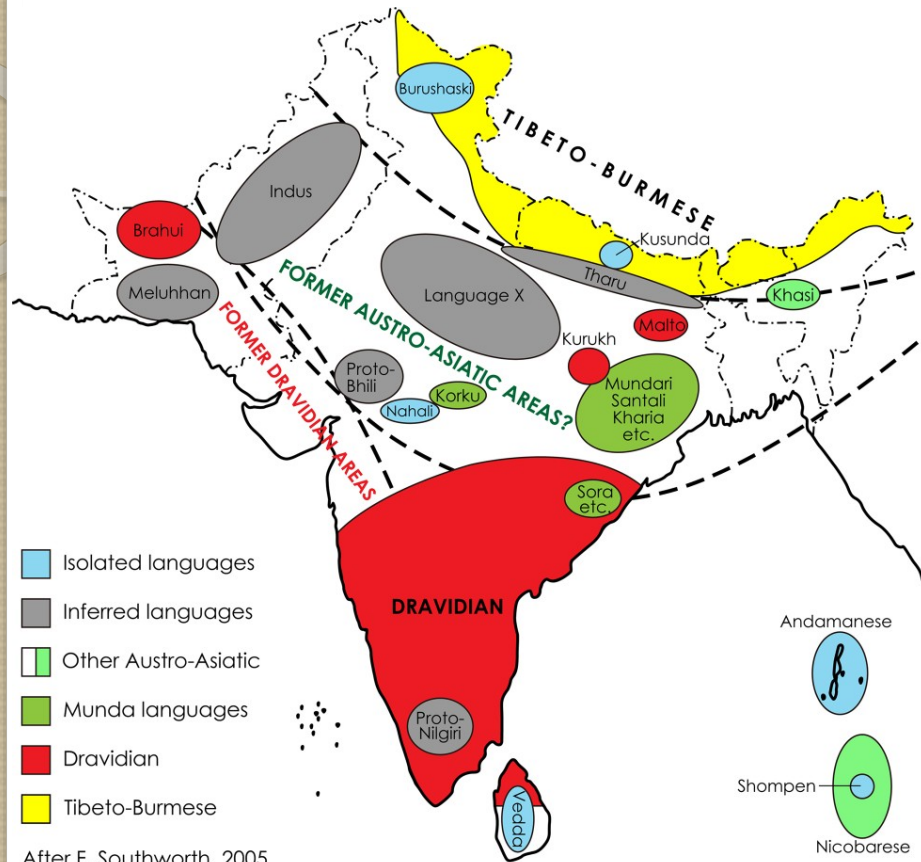 Burushaski
TIBETO-BURMESE
Indus
Brahui
Kusunda
Tharu
Meluhhan
FORMER AUSTRO-ASIATIC AREAS?
Language X
Khasi
FORMER DRAVIDIAN AREAS
Malto
Kurukh
Proto-
Bhili
Nahali
Korku
Mundari
Santali
Kharia
etc.
Sora
etc.
Isolated languages
Inferred languages
DRAVIDIAN
Andamanese
Other Austro-Asiatic
Munda languages
Proto-
Nilgiri
Dravidian
Shompen
Vedda
Tibeto-Burmese
Nicobarese
After F. Southworth, 2005